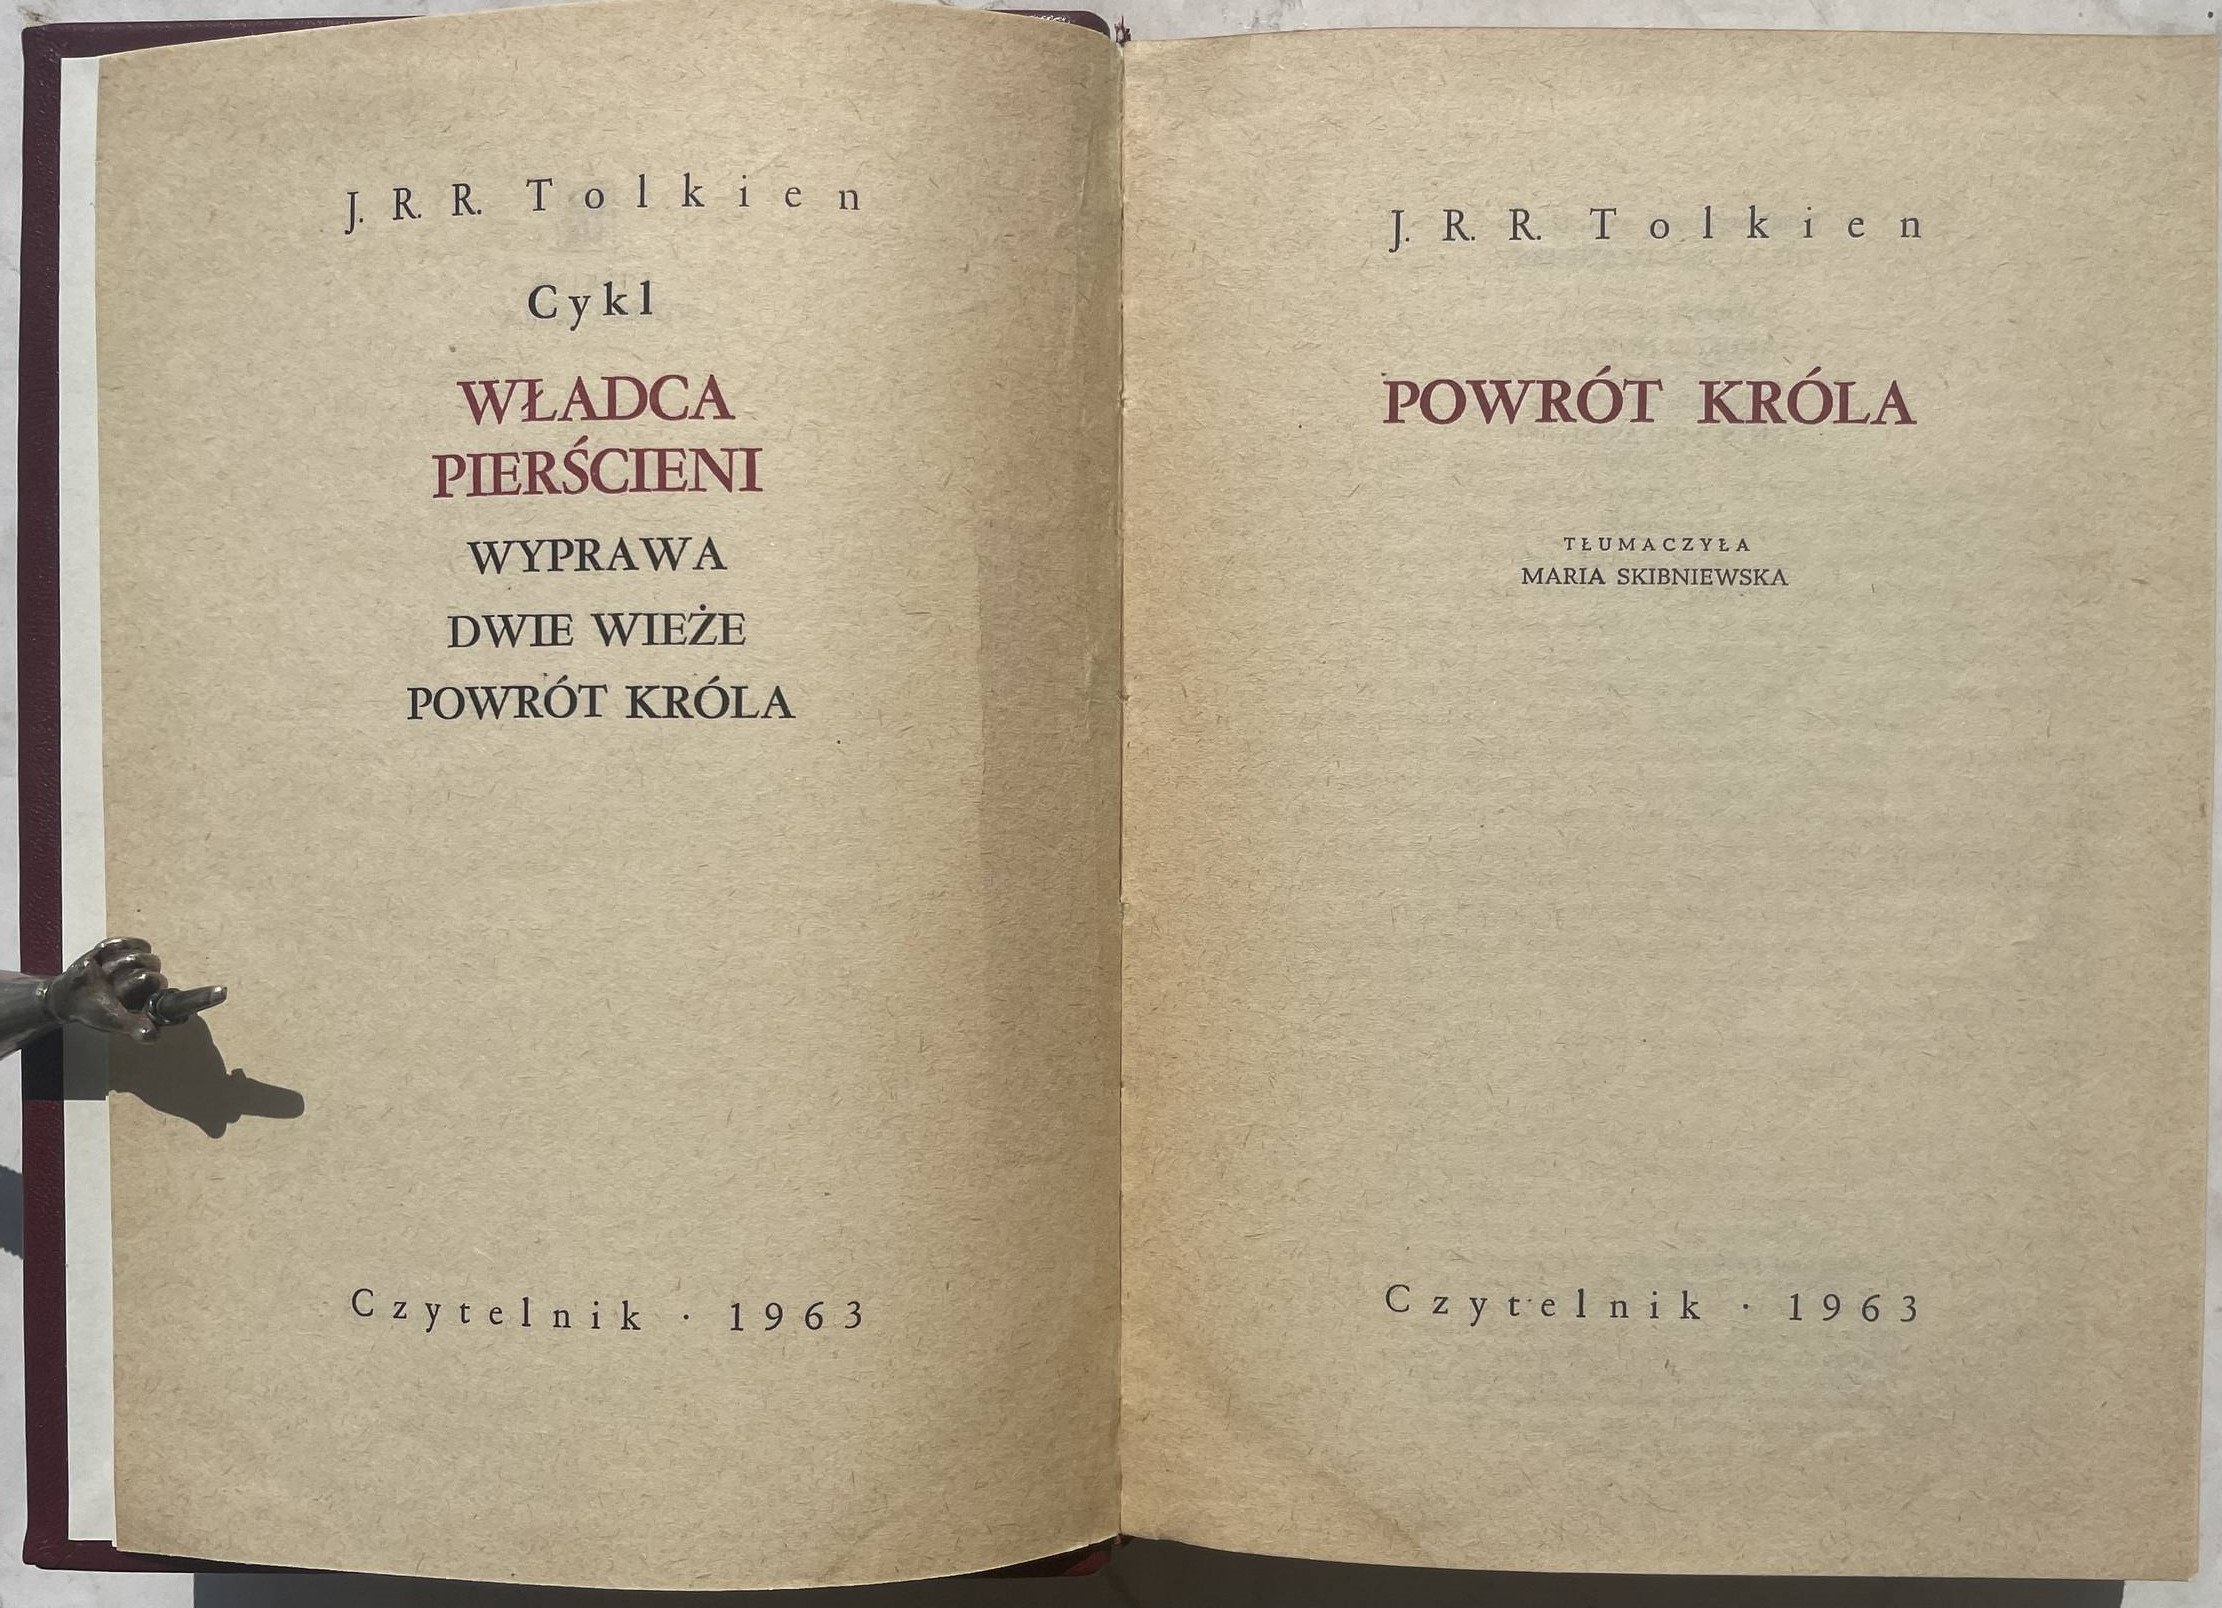 J. R. R. Tolkien
Cykl
WŁADCA
PIERŚCIENI
WYPRAWA
DWIE WIEŻE
POWRÓT KRÓLA
Czytelnik · 1963
J. R. R. Tolkien
POWRÓT KRÓLA
TŁUMACZYŁA
MARIA SKIBNIEWSKA
Czytelnik · 1963